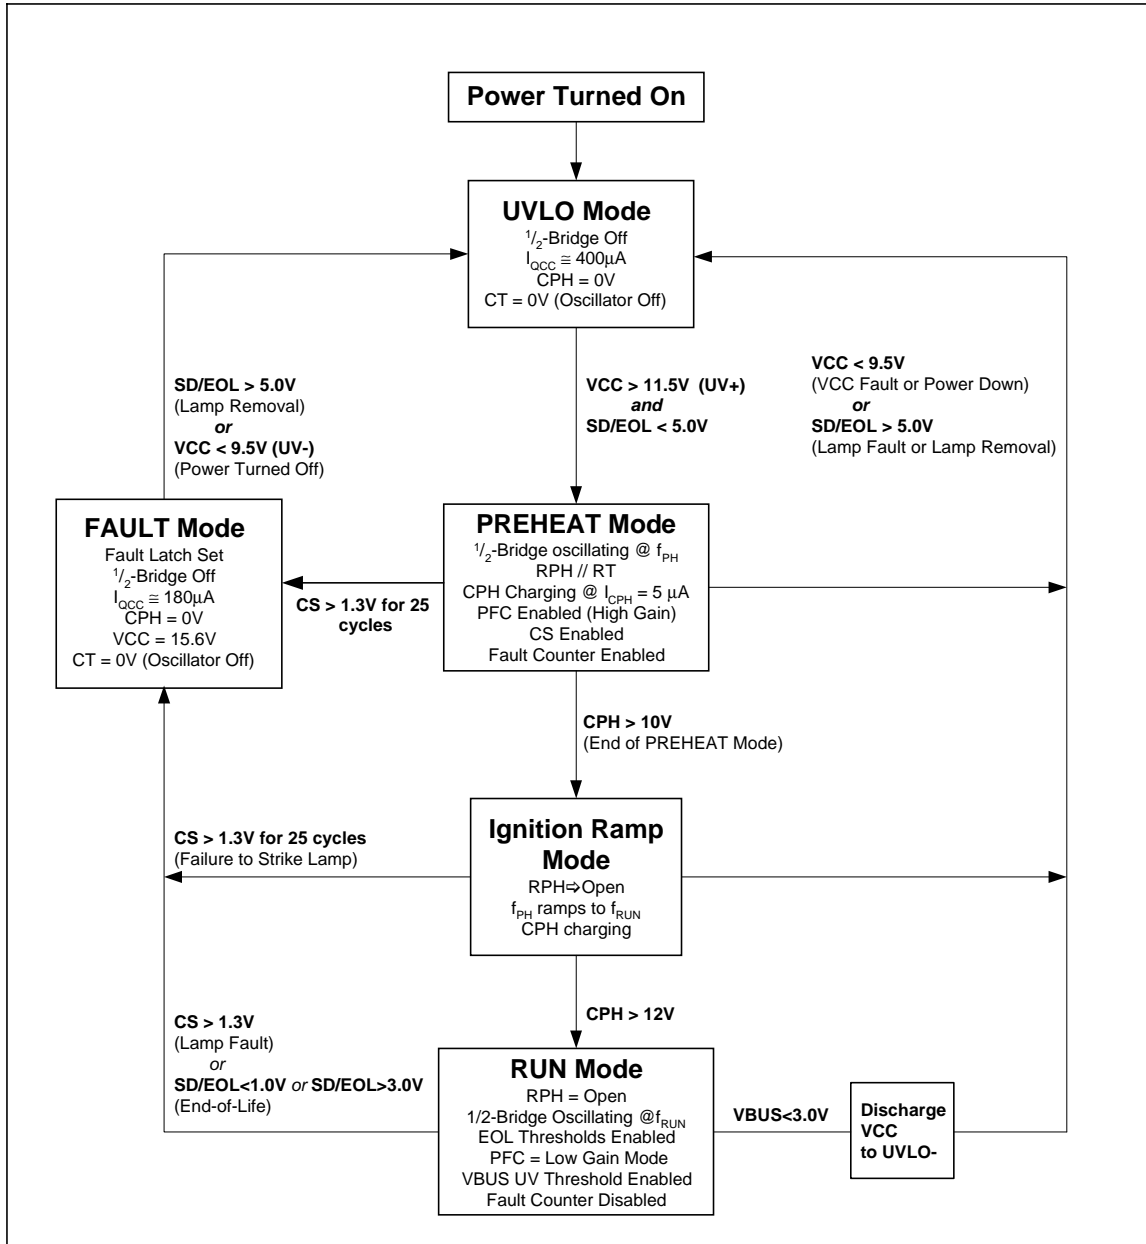 Power Turned On
UVLO Mode
1/2-Bridge Off
IQCC ≅ 400µA
CPH = 0V
CT = 0V (Oscillator Off)
SD/EOL > 5.0V
(Lamp Removal)
or
VCC < 9.5V (UV-)
(Power Turned Off)
VCC > 11.5V (UV+)
and
SD/EOL < 5.0V
VCC < 9.5V
(VCC Fault or Power Down)
or
SD/EOL > 5.0V
(Lamp Fault or Lamp Removal)
FAULT Mode
Fault Latch Set
1/2-Bridge Off
IQCC ≅ 180µA
CPH = 0V
VCC = 15.6V
CT = 0V (Oscillator Off)
CS > 1.3V for 25
cycles
PREHEAT Mode
1/2-Bridge oscillating @ fPH
RPH // RT
CPH Charging @ ICPH = 5 µA
PFC Enabled (High Gain)
CS Enabled
Fault Counter Enabled
CPH > 10V
(End of PREHEAT Mode)
CS > 1.3V for 25 cycles
(Failure to Strike Lamp)
Ignition Ramp
Mode
RPH⇨Open
fPH ramps to fRUN
CPH charging
CPH > 12V
CS > 1.3V
(Lamp Fault)
or
SD/EOL<1.0V or SD/EOL>3.0V
(End-of-Life)
RUN Mode
RPH = Open
1/2-Bridge Oscillating @fRUN
EOL Thresholds Enabled
PFC = Low Gain Mode
VBUS UV Threshold Enabled
Fault Counter Disabled
VBUS<3.0V
Discharge
VCC
to UVLO-